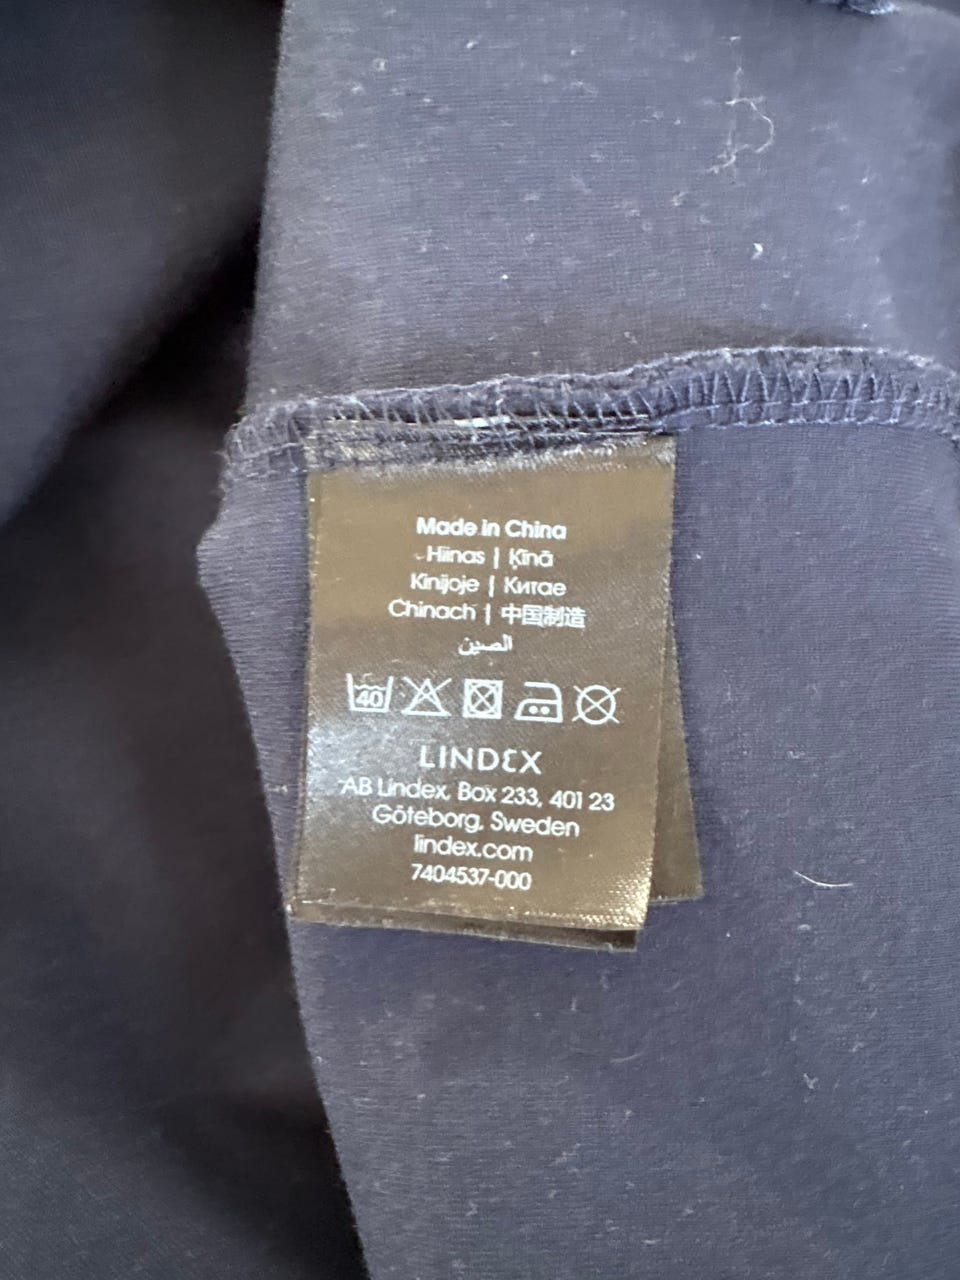 Made in China
Hiinas | Ķīnā
Kinijoje | Китае
Chinach | 中国制造
الصين
40
LINDEX
AB Lindex, Box 233, 401 23
Göteborg, Sweden
lindex.com
7404537-000